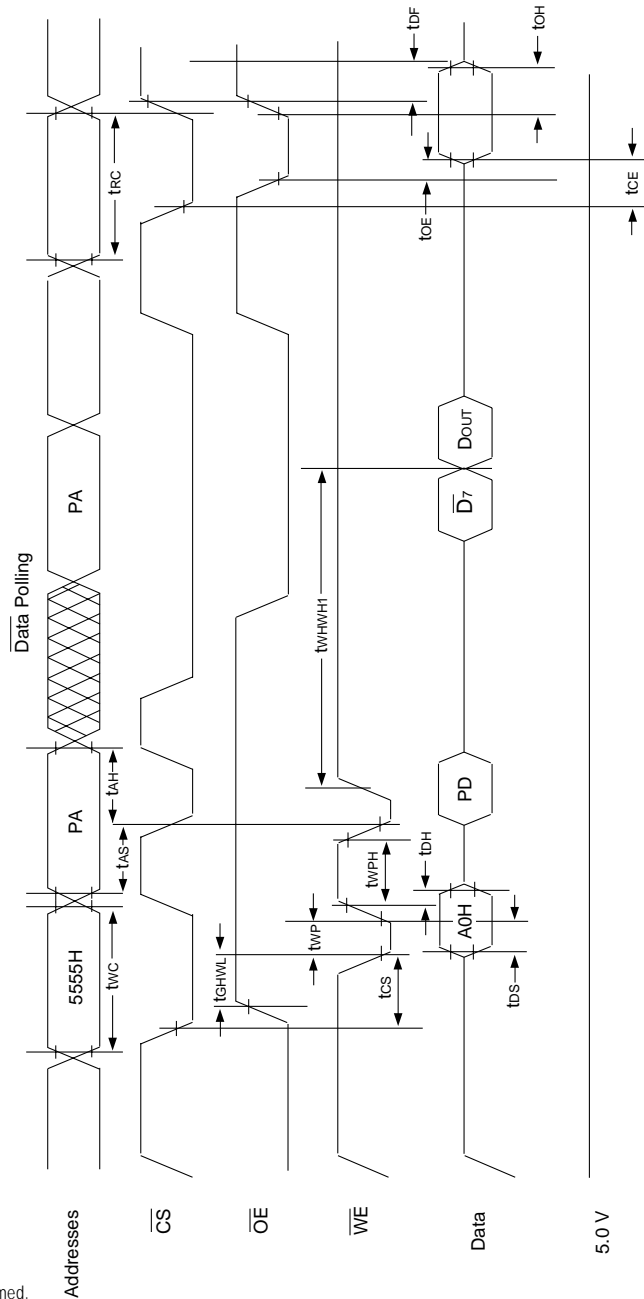 Data Polling
Addresses
5555H
PA
PA
tWC
tAS
tAH
tRC
CS
OE
tGHWL
tDF
WE
tCS
tWP
tWPH
tWHWH1
tOE
Data
A0H
PD
D7
DOUT
tDS
tDH
tOH
tCE
5.0 V
med.